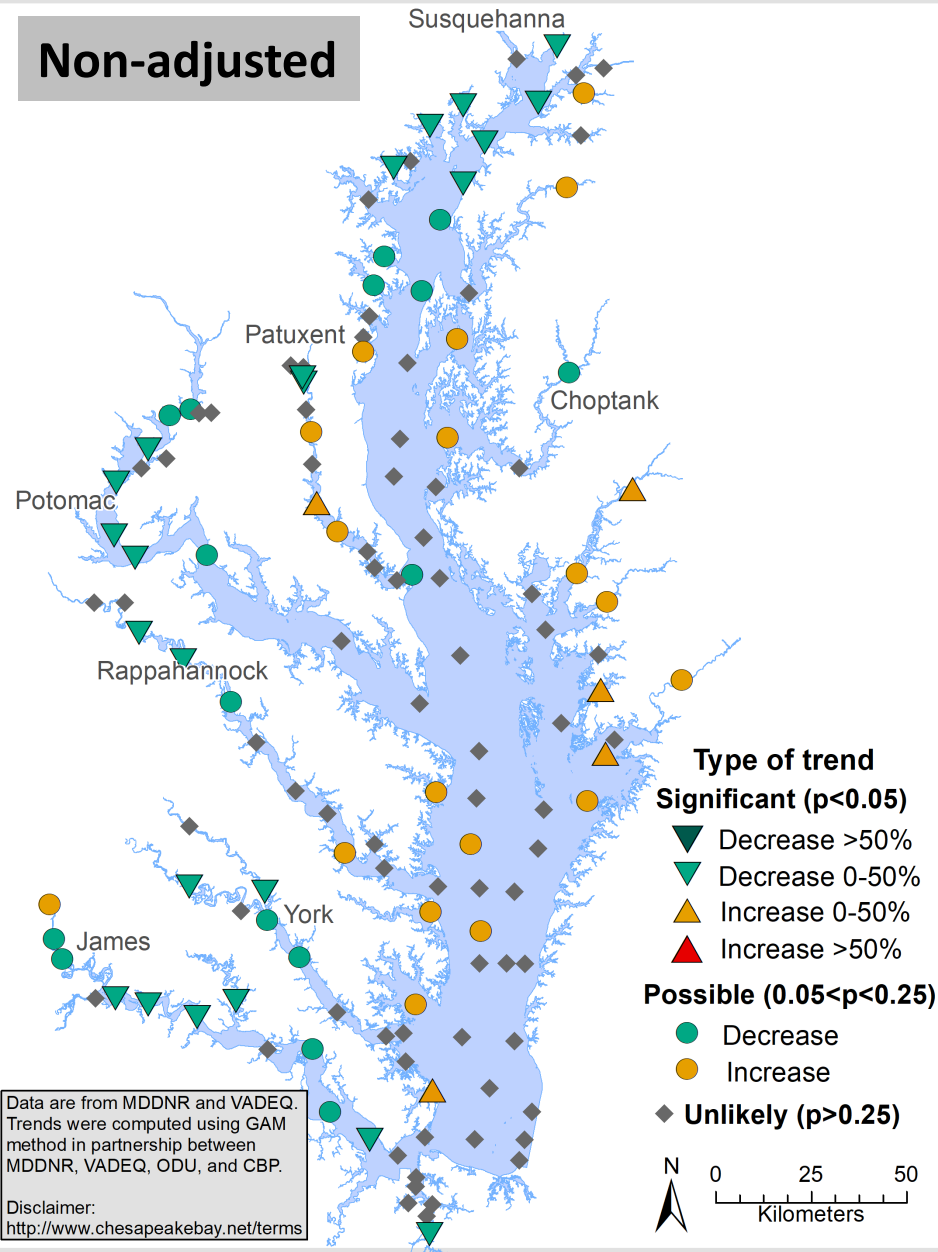 Susquehanna
Non-adjusted
Patuxent
Choptank
Potomac
Rappahannock
York
James
Type of trend
Significant (p<0.05)
Decrease >50%
Decrease 0-50%
Increase 0-50%
Increase >50%
Possible (0.05<p<0.25)
Decrease
Increase
Unlikely (p>0.25)
Data are from MDDNR and VADEQ.
Trends were computed using GAM
method in partnership between
MDDNR, VADEQ, ODU, and CBP.
Disclaimer:
http://www.chesapeakebay.net/terms
N
0 25 50
Kilometers